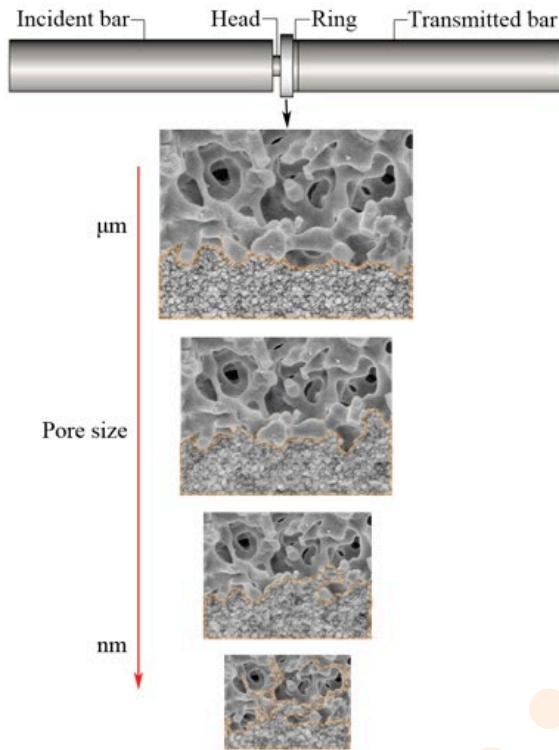 Incident bar
Head
Ring
Transmitted bar
μm
Pore size
nm